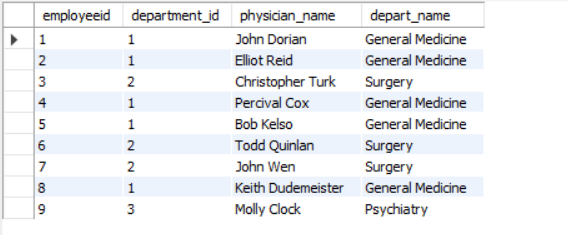 employeeid department_id physician_name depart_name
1 1 John Dorian General Medicine
2 1 Elliot Reid General Medicine
3 2 Christopher Turk Surgery
4 1 Percival Cox General Medicine
5 1 Bob Kelso General Medicine
6 2 Todd Quinlan Surgery
7 2 John Wen Surgery
8 1 Keith Dudemeister General Medicine
9 3 Molly Clock Psychiatry